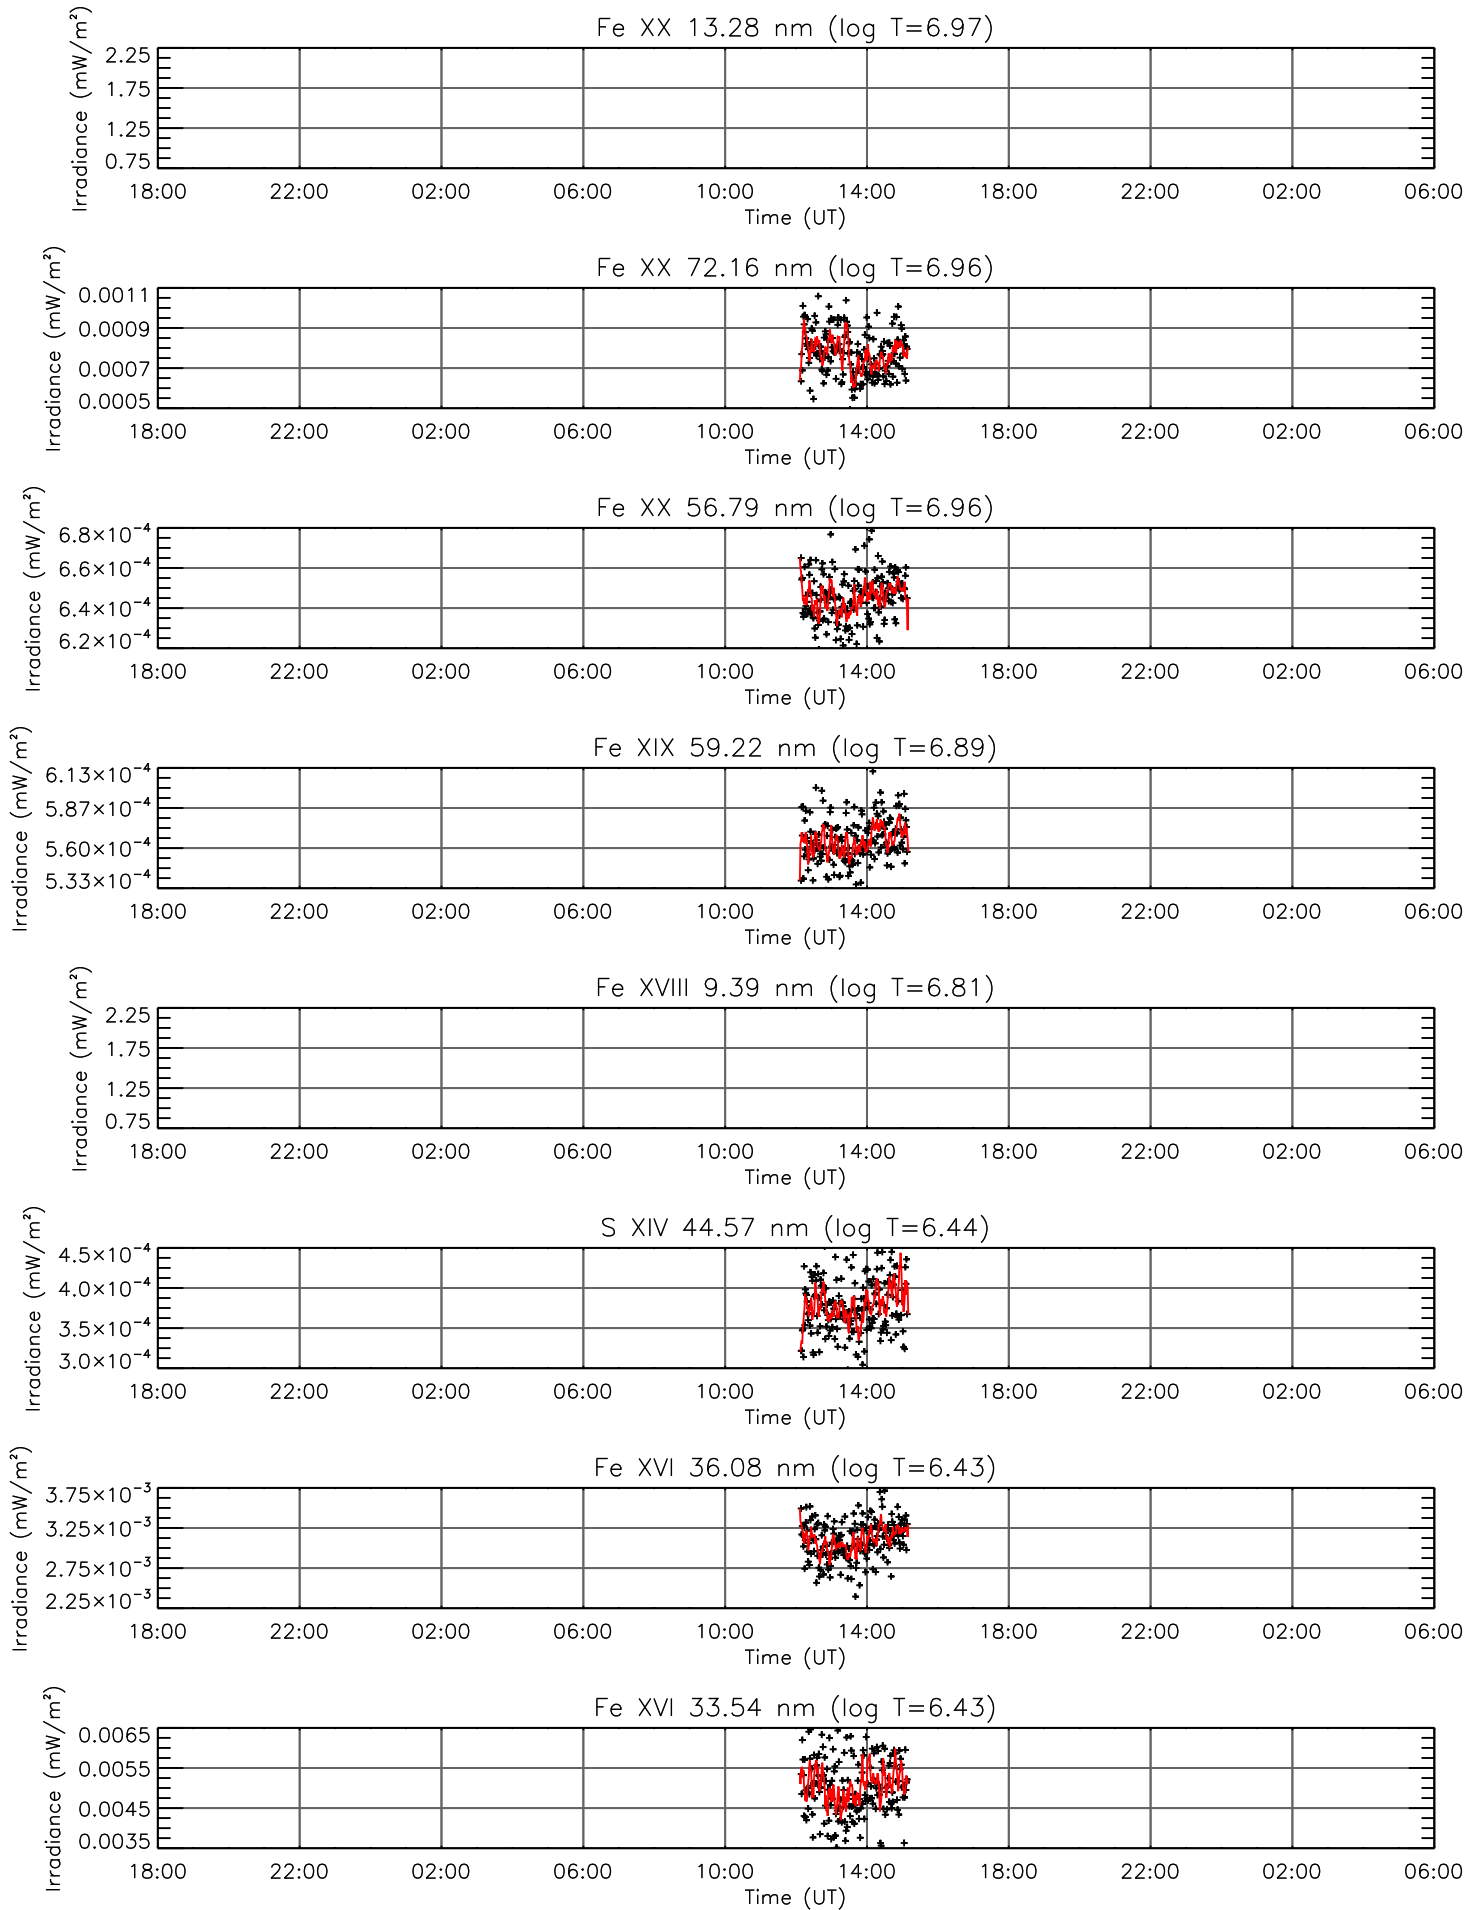 Fe XX 13.28 nm (log T=6.97)
Irradiance (mW/m²)
2.25
1.75
1.25
0.75
18:00 22:00 02:00 06:00 10:00 14:00 18:00 22:00 02:00 06:00
Time (UT)
Fe XX 72.16 nm (log T=6.96)
Irradiance (mW/m²)
0.0011
0.0009
0.0007
0.0005
18:00 22:00 02:00 06:00 10:00 14:00 18:00 22:00 02:00 06:00
Time (UT)
Fe XX 56.79 nm (log T=6.96)
Irradiance (mW/m²)
6.8×10⁻⁴
6.6×10⁻⁴
6.4×10⁻⁴
6.2×10⁻⁴
18:00 22:00 02:00 06:00 10:00 14:00 18:00 22:00 02:00 06:00
Time (UT)
Fe XIX 59.22 nm (log T=6.89)
Irradiance (mW/m²)
6.13×10⁻⁴
5.87×10⁻⁴
5.60×10⁻⁴
5.33×10⁻⁴
18:00 22:00 02:00 06:00 10:00 14:00 18:00 22:00 02:00 06:00
Time (UT)
Fe XVIII 9.39 nm (log T=6.81)
Irradiance (mW/m²)
2.25
1.75
1.25
0.75
18:00 22:00 02:00 06:00 10:00 14:00 18:00 22:00 02:00 06:00
Time (UT)
S XIV 44.57 nm (log T=6.44)
Irradiance (mW/m²)
4.5×10⁻⁴
4.0×10⁻⁴
3.5×10⁻⁴
3.0×10⁻⁴
18:00 22:00 02:00 06:00 10:00 14:00 18:00 22:00 02:00 06:00
Time (UT)
Fe XVI 36.08 nm (log T=6.43)
Irradiance (mW/m²)
3.75×10⁻³
3.25×10⁻³
2.75×10⁻³
2.25×10⁻³
18:00 22:00 02:00 06:00 10:00 14:00 18:00 22:00 02:00 06:00
Time (UT)
Fe XVI 33.54 nm (log T=6.43)
Irradiance (mW/m²)
0.0065
0.0055
0.0045
0.0035
18:00 22:00 02:00 06:00 10:00 14:00 18:00 22:00 02:00 06:00
Time (UT)